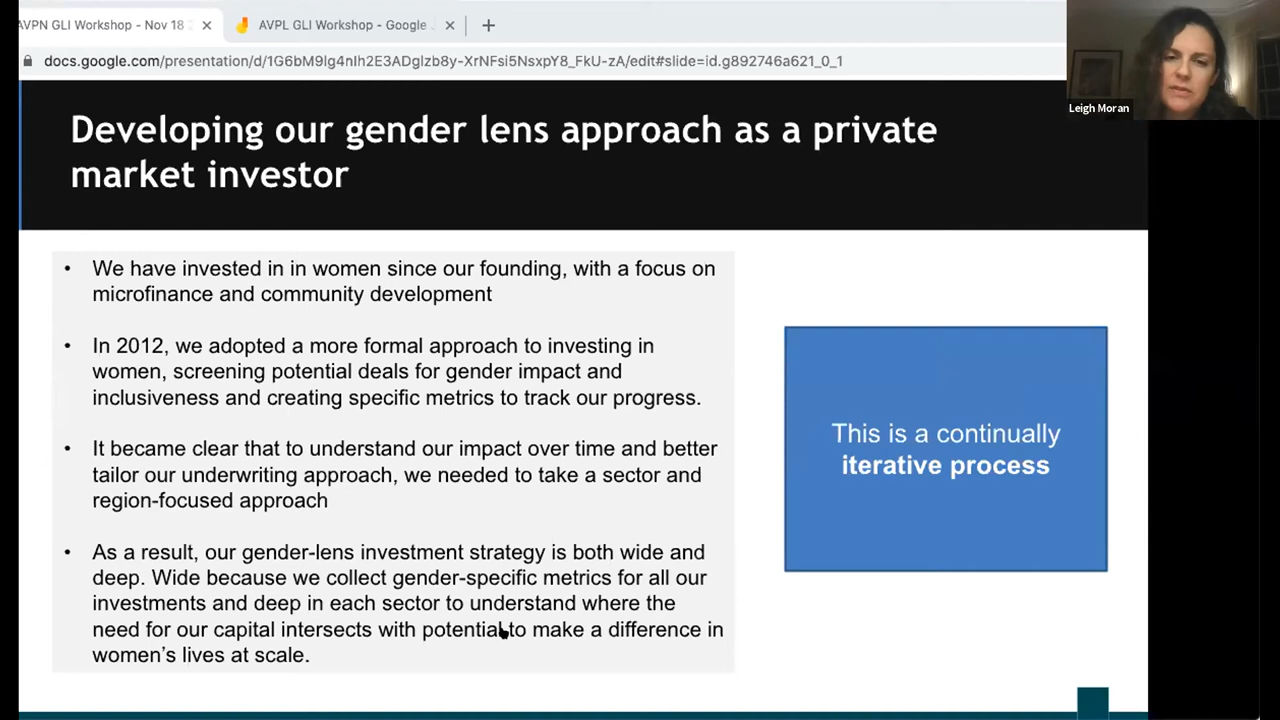 AVPN GLI Workshop - Nov 18
AVPL GLI Workshop - Google
docs.google.com/presentation/d/1G6bM9lg4nIh2E3ADglzb8y-XrNFsi5NsxpY8_FkU-zA/edit#slide=id.g892746a621_0_1
Leigh Moran
Developing our gender lens approach as a private
market investor
• We have invested in in women since our founding, with a focus on
microfinance and community development
• In 2012, we adopted a more formal approach to investing in
women, screening potential deals for gender impact and
inclusiveness and creating specific metrics to track our progress.
• It became clear that to understand our impact over time and better
tailor our underwriting approach, we needed to take a sector and
region-focused approach
• As a result, our gender-lens investment strategy is both wide and
deep. Wide because we collect gender-specific metrics for all our
investments and deep in each sector to understand where the
need for our capital intersects with potential to make a difference in
women's lives at scale.
This is a continually
iterative process